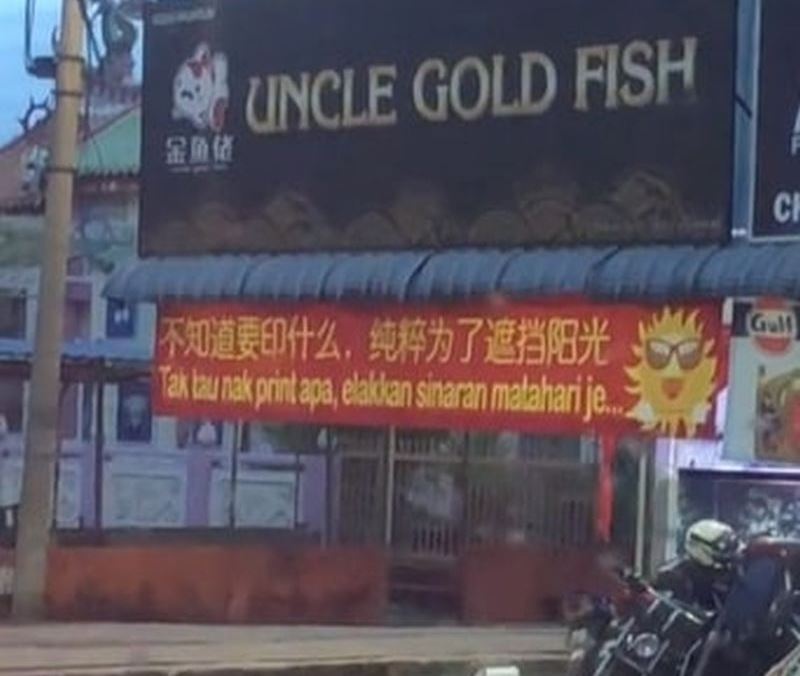 UNCLE GOLD FISH
金鱼佬
不知道要印什么，纯粹为了遮挡阳光
Tak tau nak print apa, elakkan sinaran matahari je...
Gulf